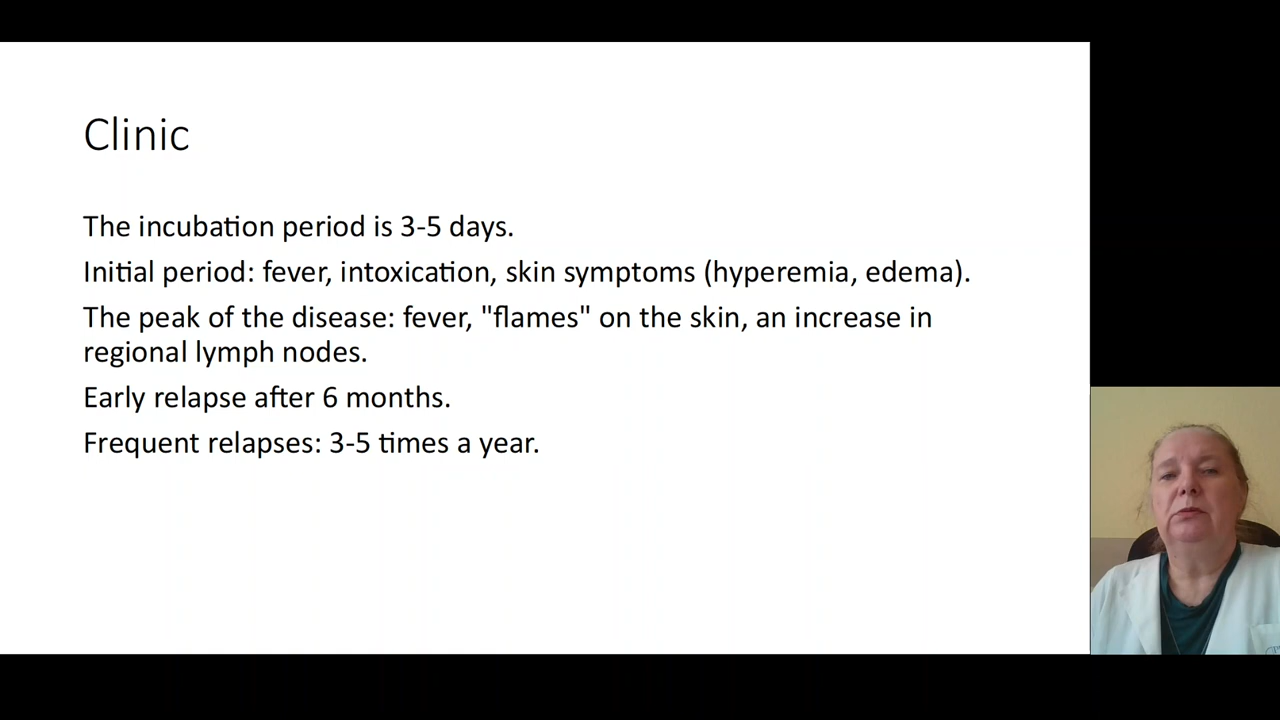 Clinic
The incubation period is 3-5 days.
Initial period: fever, intoxication, skin symptoms (hyperemia, edema).
The peak of the disease: fever, "flames" on the skin, an increase in
regional lymph nodes.
Early relapse after 6 months.
Frequent relapses: 3-5 times a year.